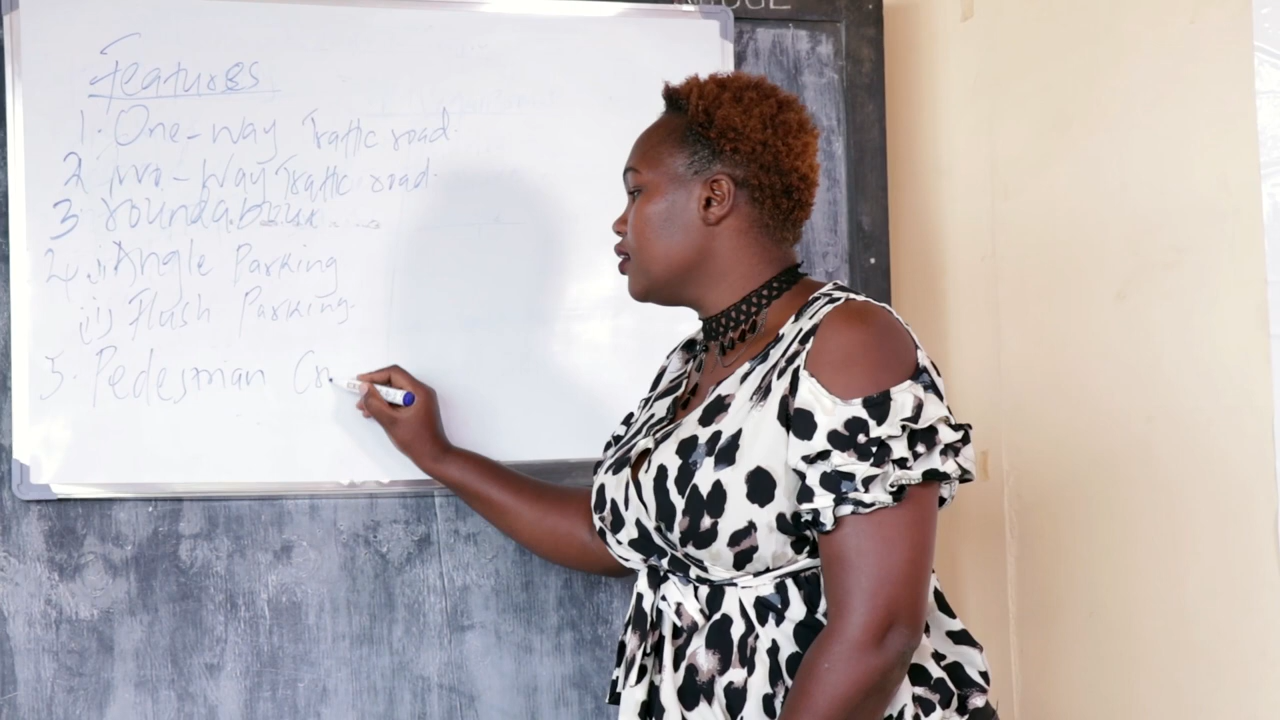 Features
1. One-way Traffic road.
2 Two-Way Traffic road.
3 roundabout
4. i) Angle Parking
ii) Flush Parking.
5. Pedestrian Cr